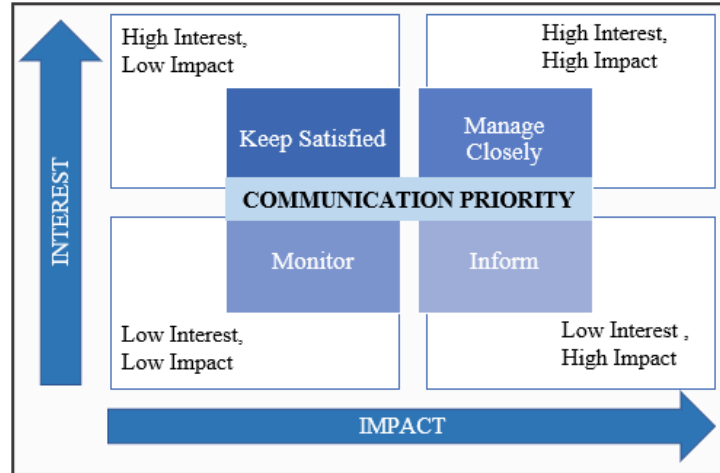 High Interest,
Low Impact
High Interest,
High Impact
Keep Satisfied
Manage
Closely
COMMUNICATION PRIORITY
INTEREST
Monitor
Inform
Low Interest,
Low Impact
Low Interest ,
High Impact
IMPACT